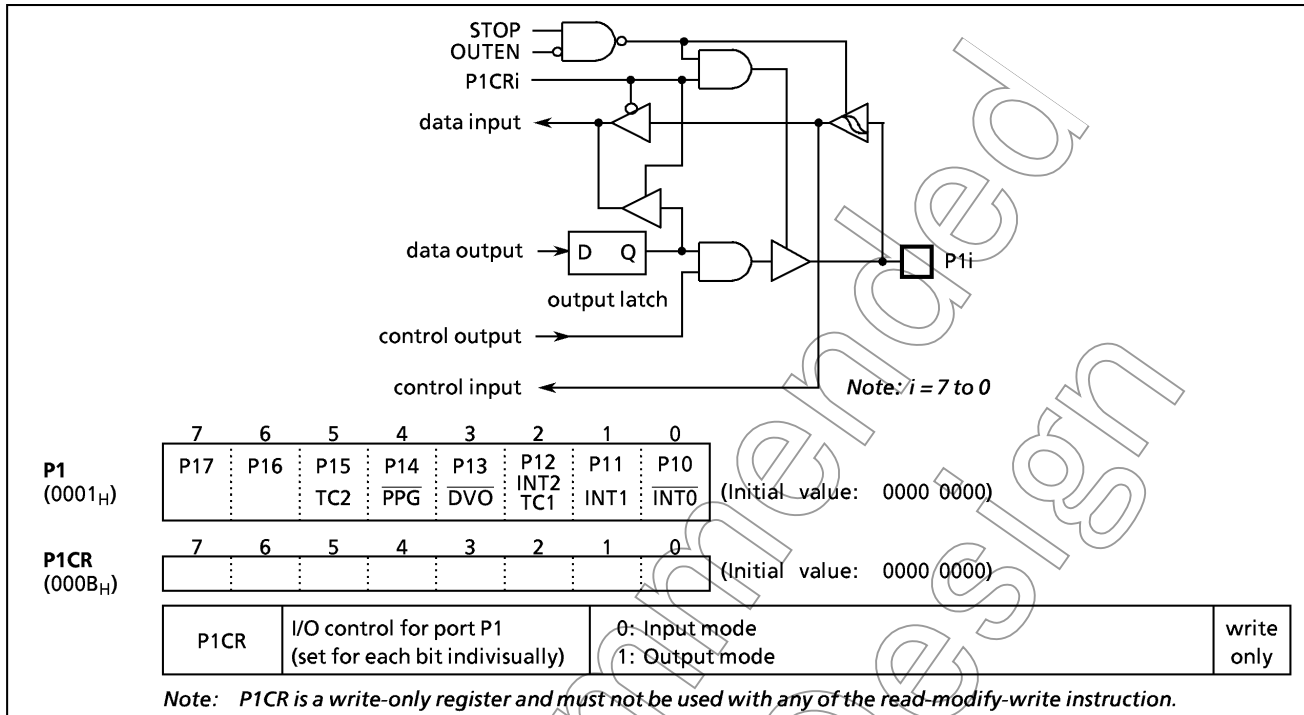 STOP
OUTEN
P1CRi
data input
data output
D Q
output latch
P1i
control output
control input
Note: i = 7 to 0
7 6 5 4 3 2 1 0
P1
(0001H)
P17 P16 P15 P14 P13 P12 P11 P10
TC2 PPG DVO INT2 TC1 INT1 INT0
(Initial value: 0000 0000)
7 6 5 4 3 2 1 0
P1CR
(000BH)
(Initial value: 0000 0000)
P1CR
I/O control for port P1
(set for each bit indivisually)
0: Input mode
1: Output mode
write
only
Note: P1CR is a write-only register and must not be used with any of the read-modify-write instruction.